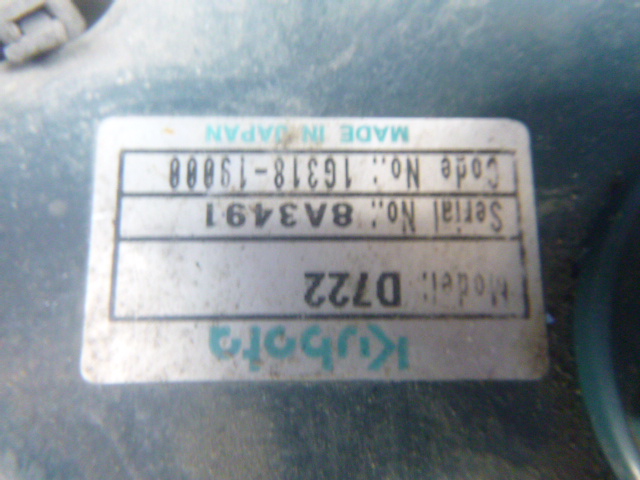 Kubota
Model: D722
Serial No.: 8A3491
Code No.: 1G318-19000
MADE IN JAPAN